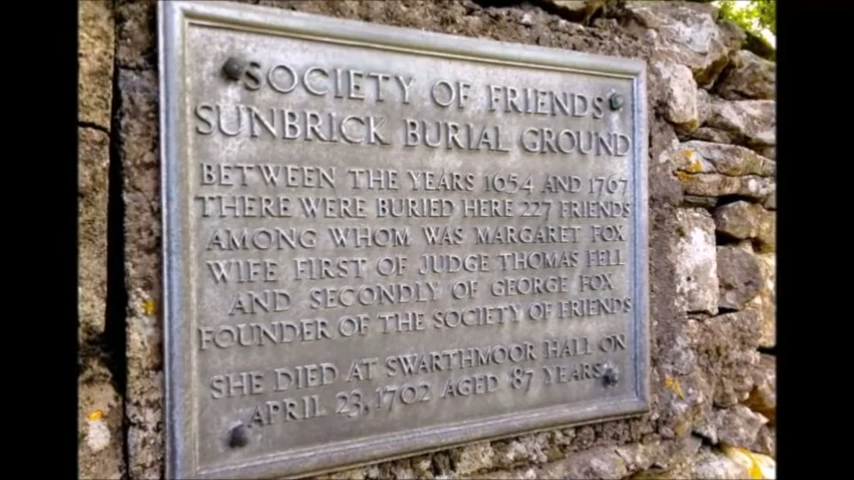 SOCIETY OF FRIENDS
SUNBRICK BURIAL GROUND
BETWEEN THE YEARS 1654 AND 1767
THERE WERE BURIED HERE 227 FRIENDS
AMONG WHOM WAS MARGARET FOX
WIFE FIRST OF JUDGE THOMAS FELL
AND SECONDLY OF GEORGE FOX
FOUNDER OF THE SOCIETY OF FRIENDS
SHE DIED AT SWARTHMOOR HALL ON
APRIL 23, 1702 AGED 87 YEARS